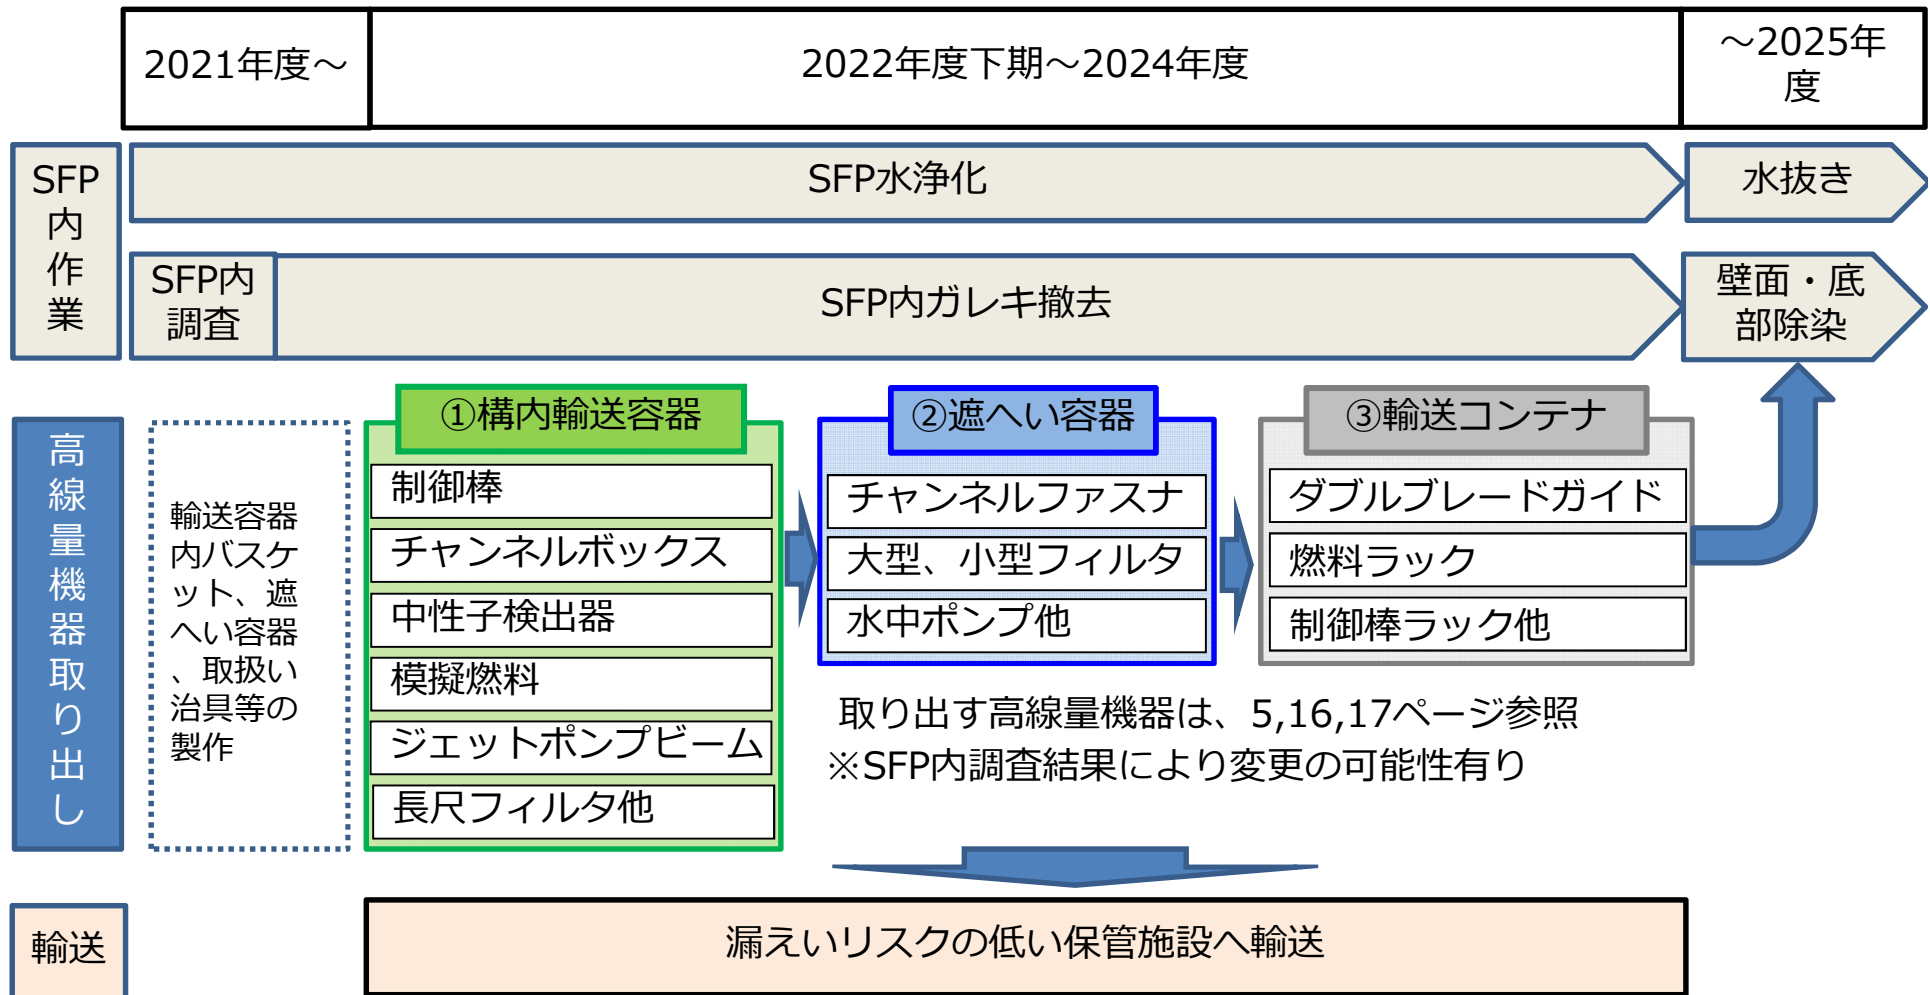 2021年度～
2022年度下期～2024年度
～2025年
度
SFP
内
作
業
SFP水浄化
水抜き
SFP内
調査
SFP内ガレキ撤去
壁面・底
部除染
高
線
量
機
器
取
り
出
し
輸送容器
内バスケ
ット、遮
へい容器
、取扱い
治具等の
製作
①構内輸送容器
制御棒
チャンネルボックス
中性子検出器
模擬燃料
ジェットポンプビーム
長尺フィルタ他
②遮へい容器
チャンネルファスナ
大型、小型フィルタ
水中ポンプ他
③輸送コンテナ
ダブルブレードガイド
燃料ラック
制御棒ラック他
取り出す高線量機器は、5,16,17ページ参照
※SFP内調査結果により変更の可能性有り
輸送
漏えいリスクの低い保管施設へ輸送